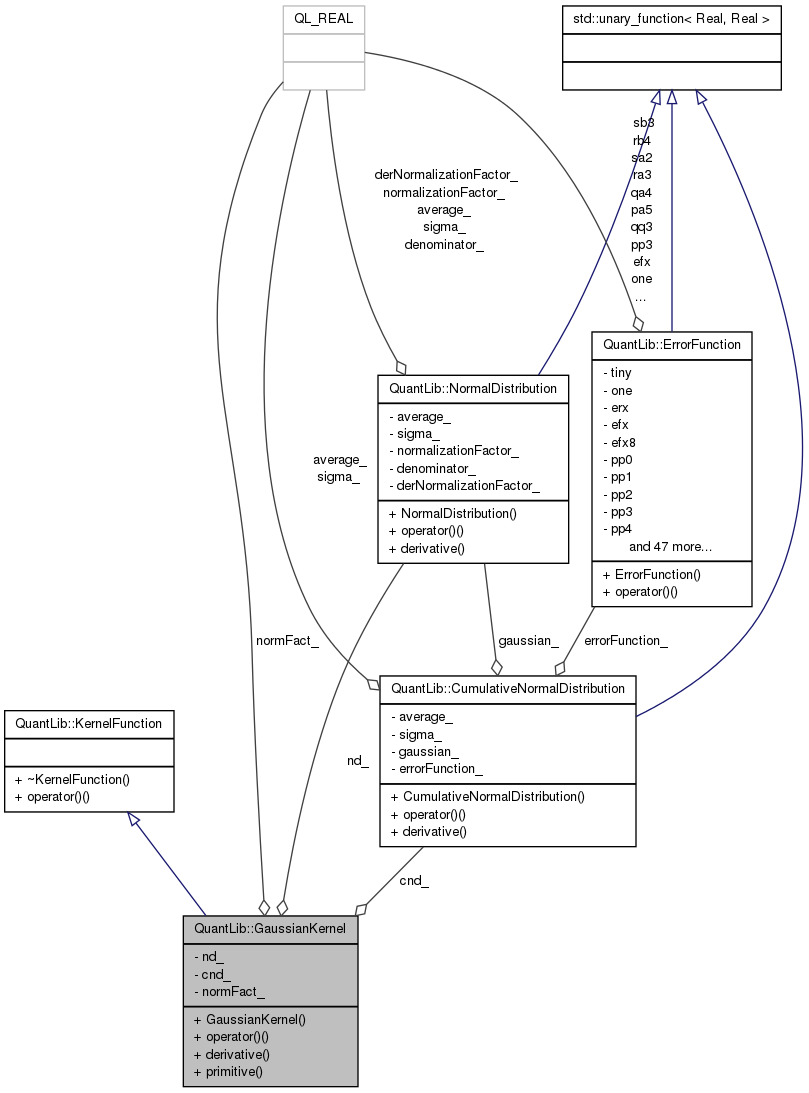 QL_REAL
std::unary_function< Real, Real >
sb3
rb4
sa2
ra3
qa4
pa5
qq3
pp3
efx
one
...
derNormalizationFactor_
normalizationFactor_
average_
sigma_
denominator_
QuantLib::ErrorFunction
- tiny
- one
- erx
- efx
- efx8
- pp0
- pp1
- pp2
- pp3
- pp4
and 47 more...
+ ErrorFunction()
+ operator()()
QuantLib::NormalDistribution
- average_
- sigma_
- normalizationFactor_
- denominator_
- derNormalizationFactor_
+ NormalDistribution()
+ operator()()
+ derivative()
average_
sigma_
normFact_
gaussian_
errorFunction_
QuantLib::CumulativeNormalDistribution
- average_
- sigma_
- gaussian_
- errorFunction_
+ CumulativeNormalDistribution()
+ operator()()
+ derivative()
QuantLib::KernelFunction
+ ~KernelFunction()
+ operator()()
nd_
cnd_
QuantLib::GaussianKernel
- nd_
- cnd_
- normFact_
+ GaussianKernel()
+ operator()()
+ derivative()
+ primitive()